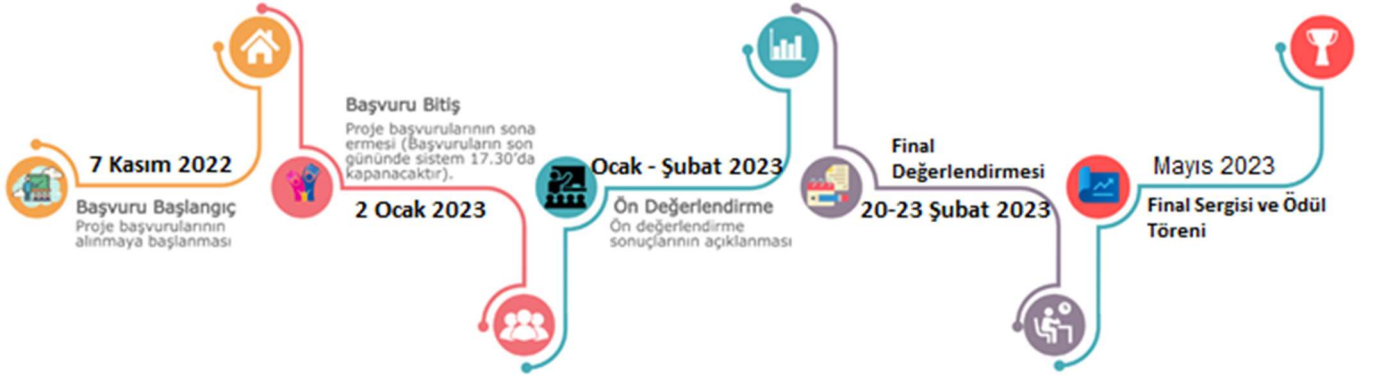 7 Kasım 2022
Başvuru Başlangıç
Proje başvurularının
alınmaya başlanması
Başvuru Bitiş
Proje başvurularının sona
ermesi (Başvuruların son
gününde sistem 17.30'da
kapanacaktır).
2 Ocak 2023
Ocak - Şubat 2023
Ön Değerlendirme
Ön değerlendirme
sonuçlarının açıklanması
Final
Değerlendirmesi
20-23 Şubat 2023
Mayıs 2023
Final Sergisi ve Ödül
Töreni